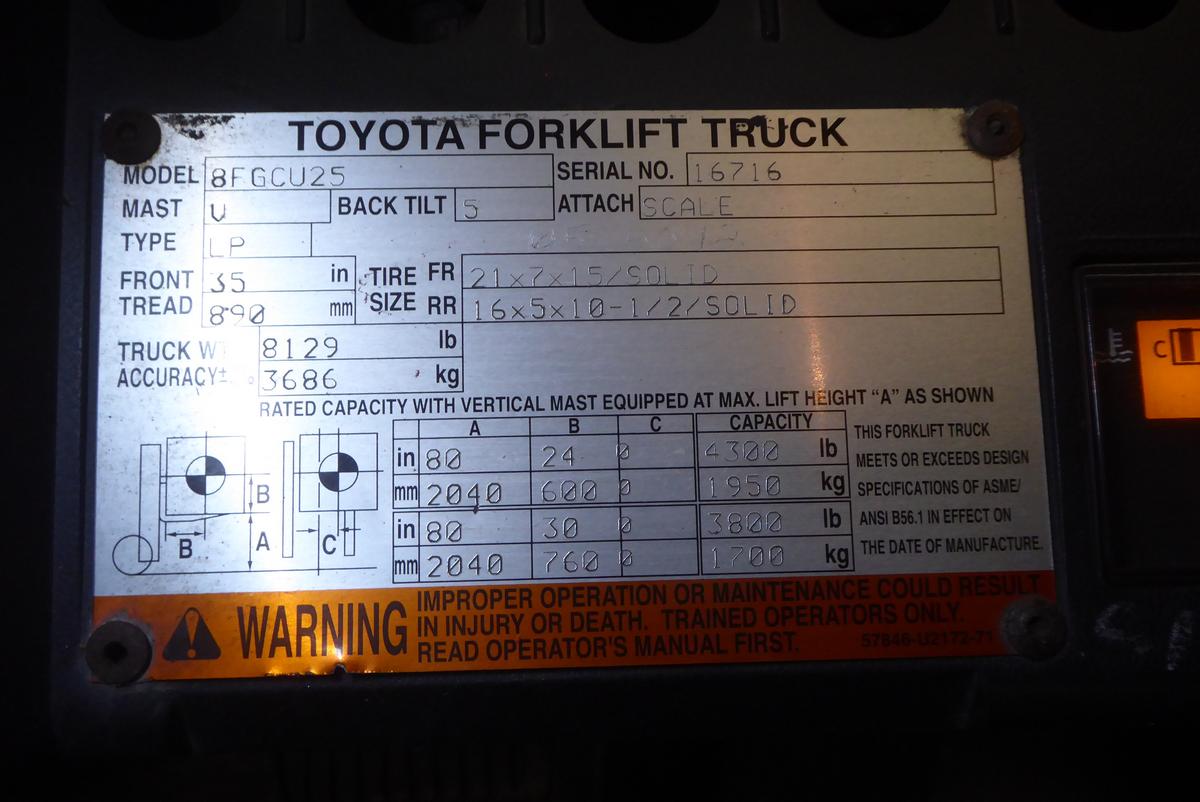 TOYOTA FORKLIFT TRUCK
MODEL 8FGCU25 SERIAL NO. 16716
MAST V BACK TILT 5 ATTACH SCALE
TYPE LP
FRONT TREAD 35 in TIRE SIZE FR 21x7x15/SOLID
890 mm RR 16x5x10-1/2/SOLID
TRUCK W 8129 lb
ACCURACY± 3686 kg
RATED CAPACITY WITH VERTICAL MAST EQUIPPED AT MAX. LIFT HEIGHT “A” AS SHOWN
A B C CAPACITY
in 80 24 0 4300 lb
mm 2040 600 0 1950 kg
in 80 30 0 3800 lb
mm 2040 760 0 1700 kg
B
B
A
C
THIS FORKLIFT TRUCK
MEETS OR EXCEEDS DESIGN
SPECIFICATIONS OF ASME/
ANSI B56.1 IN EFFECT ON
THE DATE OF MANUFACTURE.
WARNING
IMPROPER OPERATION OR MAINTENANCE COULD RESULT
IN INJURY OR DEATH. TRAINED OPERATORS ONLY.
READ OPERATOR'S MANUAL FIRST.
57846-U2172-71
C